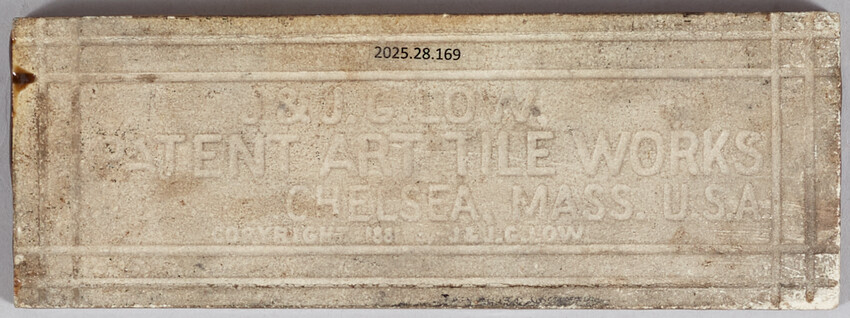 2025.28.169
J. & J. G. LOW.
PATENT ART TILE WORKS
CHELSEA, MASS. U.S.A.
COPYRIGHT 1881 BY J. & J. G. LOW